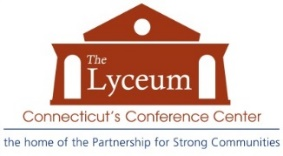 The
Lyceum
Connecticut's Conference Center
the home of the Partnership for Strong Communities